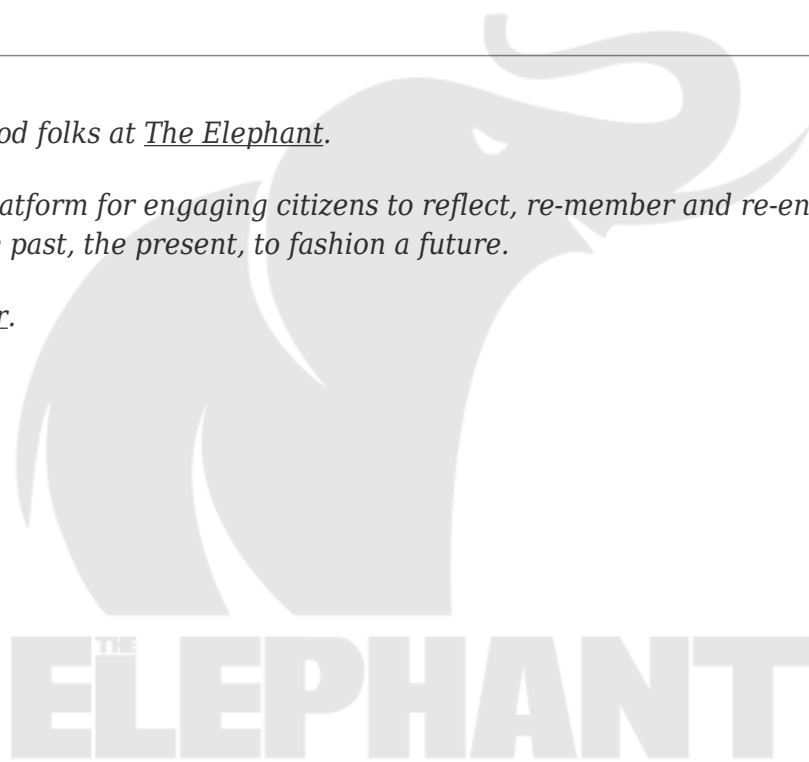 od folks at The Elephant.
atform for engaging citizens to reflect, re-member and re-en
past, the present, to fashion a future.
r.
THE
ELEPHANT